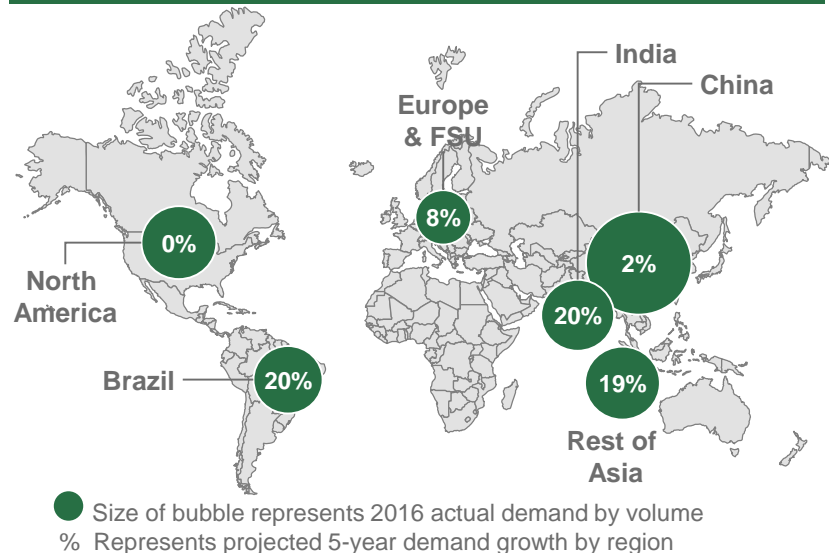 India
China
Europe
& FSU
8%
0%
2%
North
America
20%
Brazil
20%
19%
Rest of
Asia
Size of bubble represents 2016 actual demand by volume
% Represents projected 5-year demand growth by region